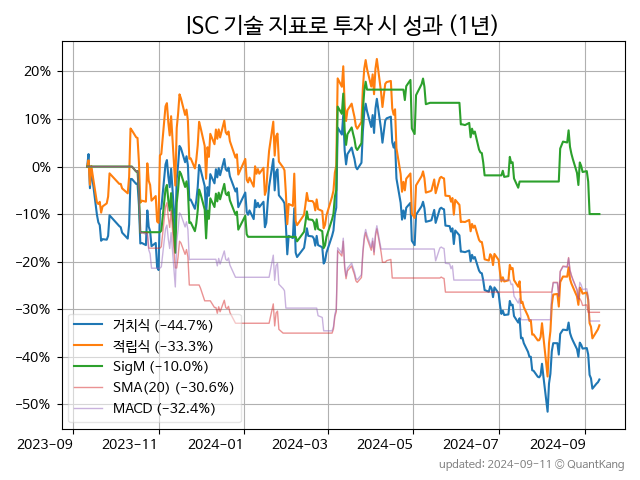 ISC 기술 지표로 투자 시 성과 (1년)
20%
10%
0%
−10%
−20%
−30%
−40%
−50%
거치식 (−44.7%)
적립식 (−33.3%)
SigM (−10.0%)
SMA(20) (−30.6%)
MACD (−32.4%)
2023-09 2023-11 2024-01 2024-03 2024-05 2024-07 2024-09
updated: 2024-09-11 © QuantKang